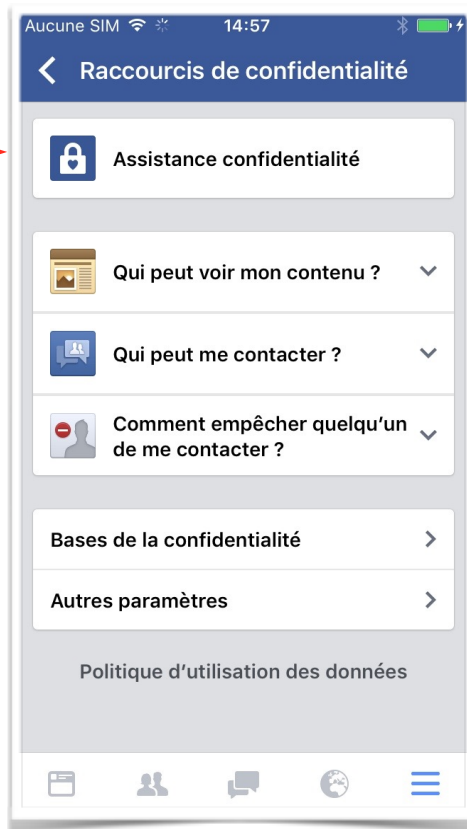 Aucune SIM 14:57
Raccourcis de confidentialité
Assistance confidentialité
Qui peut voir mon contenu ?
Qui peut me contacter ?
Comment empêcher quelqu’un
de me contacter ?
Bases de la confidentialité
Autres paramètres
Politique d’utilisation des données